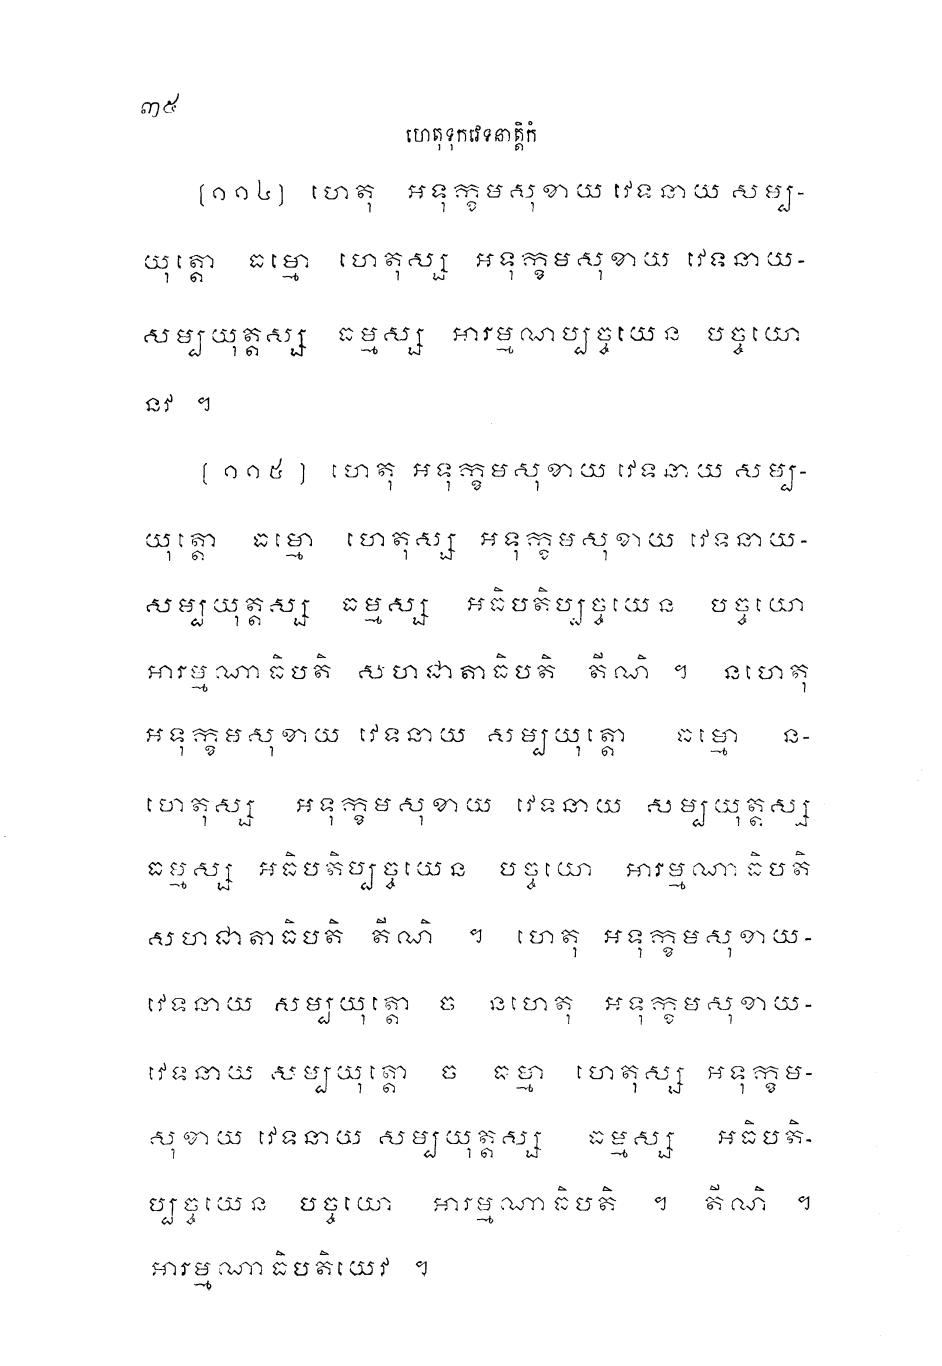 ៣៥
ហេតុទុកវេទនាត្តិកំ
[១១៤] ហេតុ អទុក្ខមសុខាយ វេទនាយ សម្ប-
យុត្តោ ធម្មោ ហេតុស្ស អទុក្ខមសុខាយ វេទនាយ-
សម្បយុត្តស្ស ធម្មស្ស អារម្មណប្បច្ចយេន បច្ចយោ
នវ ។
[១១៥] ហេតុ អទុក្ខមសុខាយ វេទនាយ សម្ប-
យុត្តោ ធម្មោ ហេតុស្ស អទុក្ខមសុខាយ វេទនាយ-
សម្បយុត្តស្ស ធម្មស្ស អធិបតិប្បច្ចយេន បច្ចយោ
អារម្មណាធិបតិ សហជាតាធិបតិ តីណិ ។ នហេតុ
អទុក្ខមសុខាយ វេទនាយ សម្បយុត្តោ ធម្មោ ន-
ហេតុស្ស អទុក្ខមសុខាយ វេទនាយ សម្បយុត្តស្ស
ធម្មស្ស អធិបតិប្បច្ចយេន បច្ចយោ អារម្មណាធិបតិ
សហជាតាធិបតិ តីណិ ។ ហេតុ អទុក្ខមសុខាយ-
វេទនាយ សម្បយុត្តោ ច នហេតុ អទុក្ខមសុខាយ-
វេទនាយ សម្បយុត្តោ ច ធម្មា ហេតុស្ស អទុក្ខម-
សុខាយ វេទនាយ សម្បយុត្តស្ស ធម្មស្ស អធិបតិ-
ប្បច្ចយេន បច្ចយោ អារម្មណាធិបតិ ។ តីណិ ។
អារម្មណាធិបតិយេវ ។